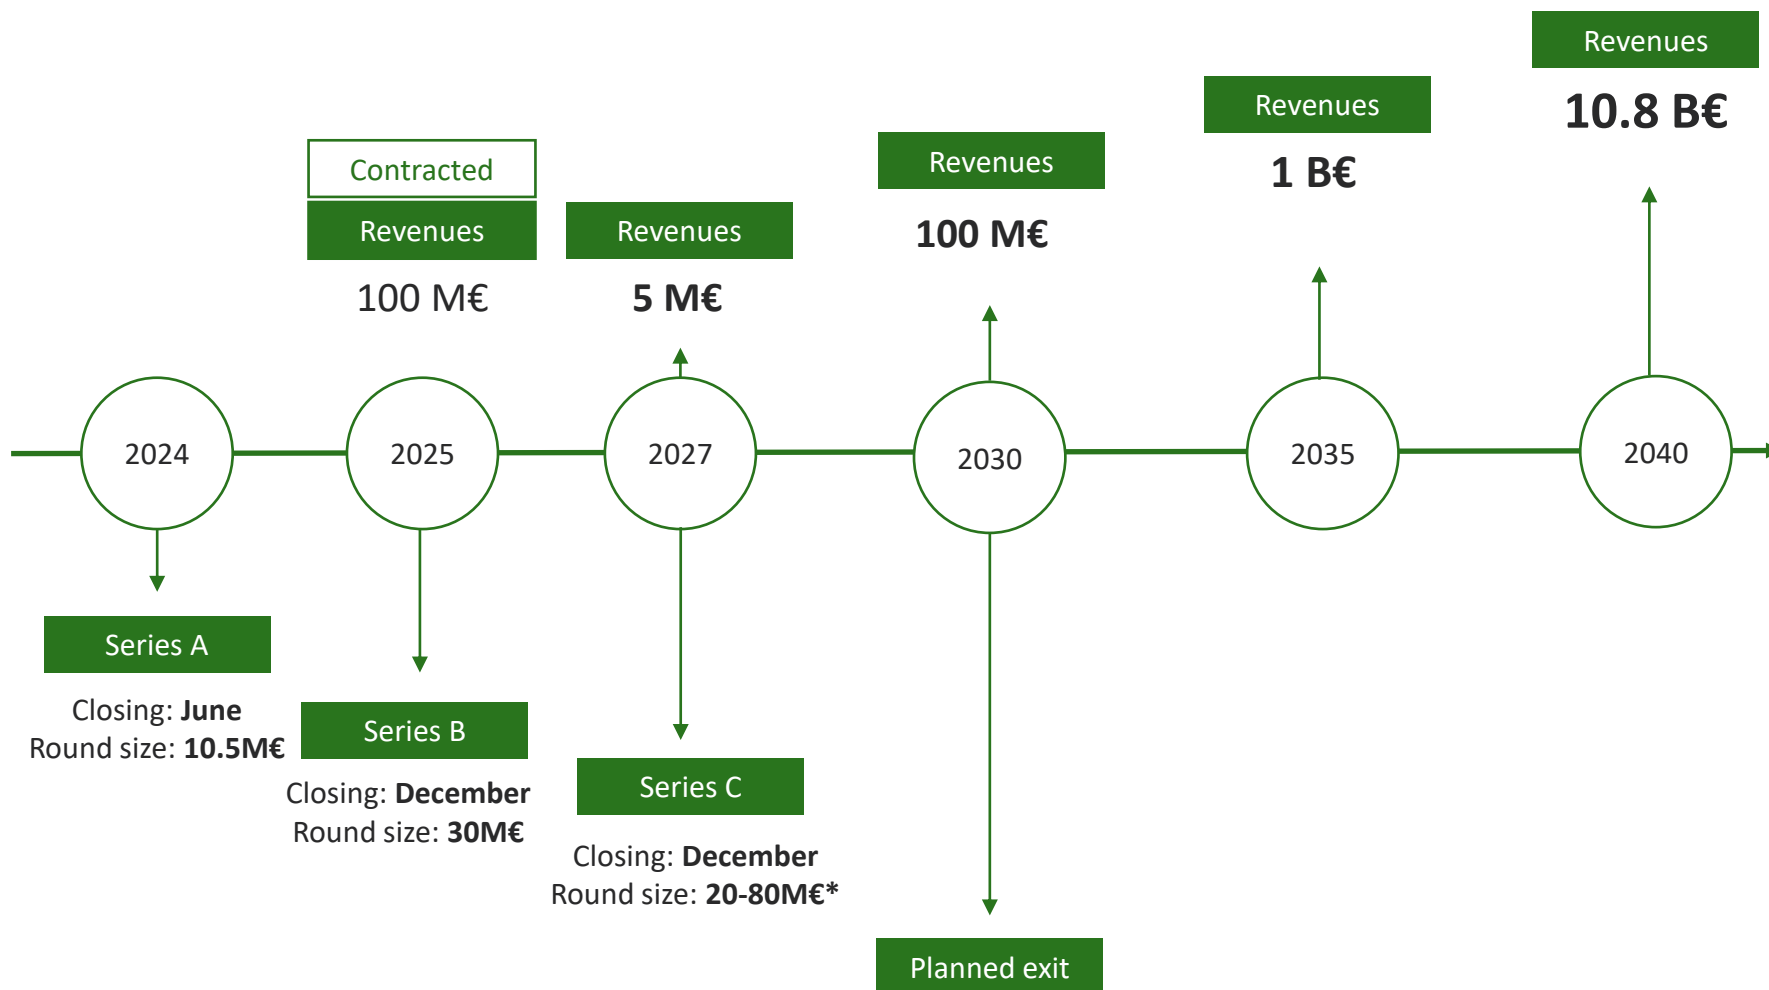 Contracted
Revenues
100 M€
Revenues
5 M€
Revenues
100 M€
Revenues
1 B€
Revenues
10.8 B€
2024
2025
2027
2030
2035
2040
Series A
Closing: June
Round size: 10.5M€
Series B
Closing: December
Round size: 30M€
Series C
Closing: December
Round size: 20-80M€*
Planned exit